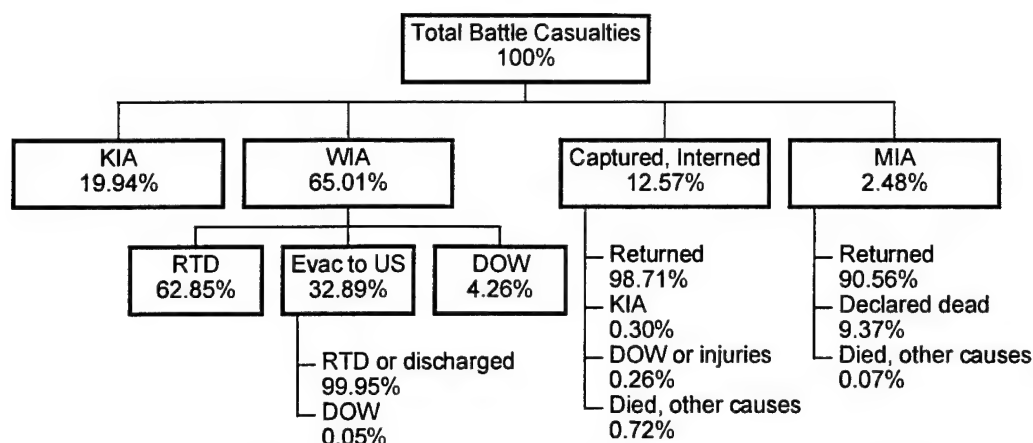 Total Battle Casualties
100%
KIA
19.94%
WIA
65.01%
Captured, Interned
12.57%
MIA
2.48%
RTD
62.85%
Evac to US
32.89%
DOW
4.26%
RTD or discharged
99.95%
DOW
0.05%
Returned
98.71%
KIA
0.30%
DOW or injuries
0.26%
Died, other causes
0.72%
Returned
90.56%
Declared dead
9.37%
Died, other causes
0.07%